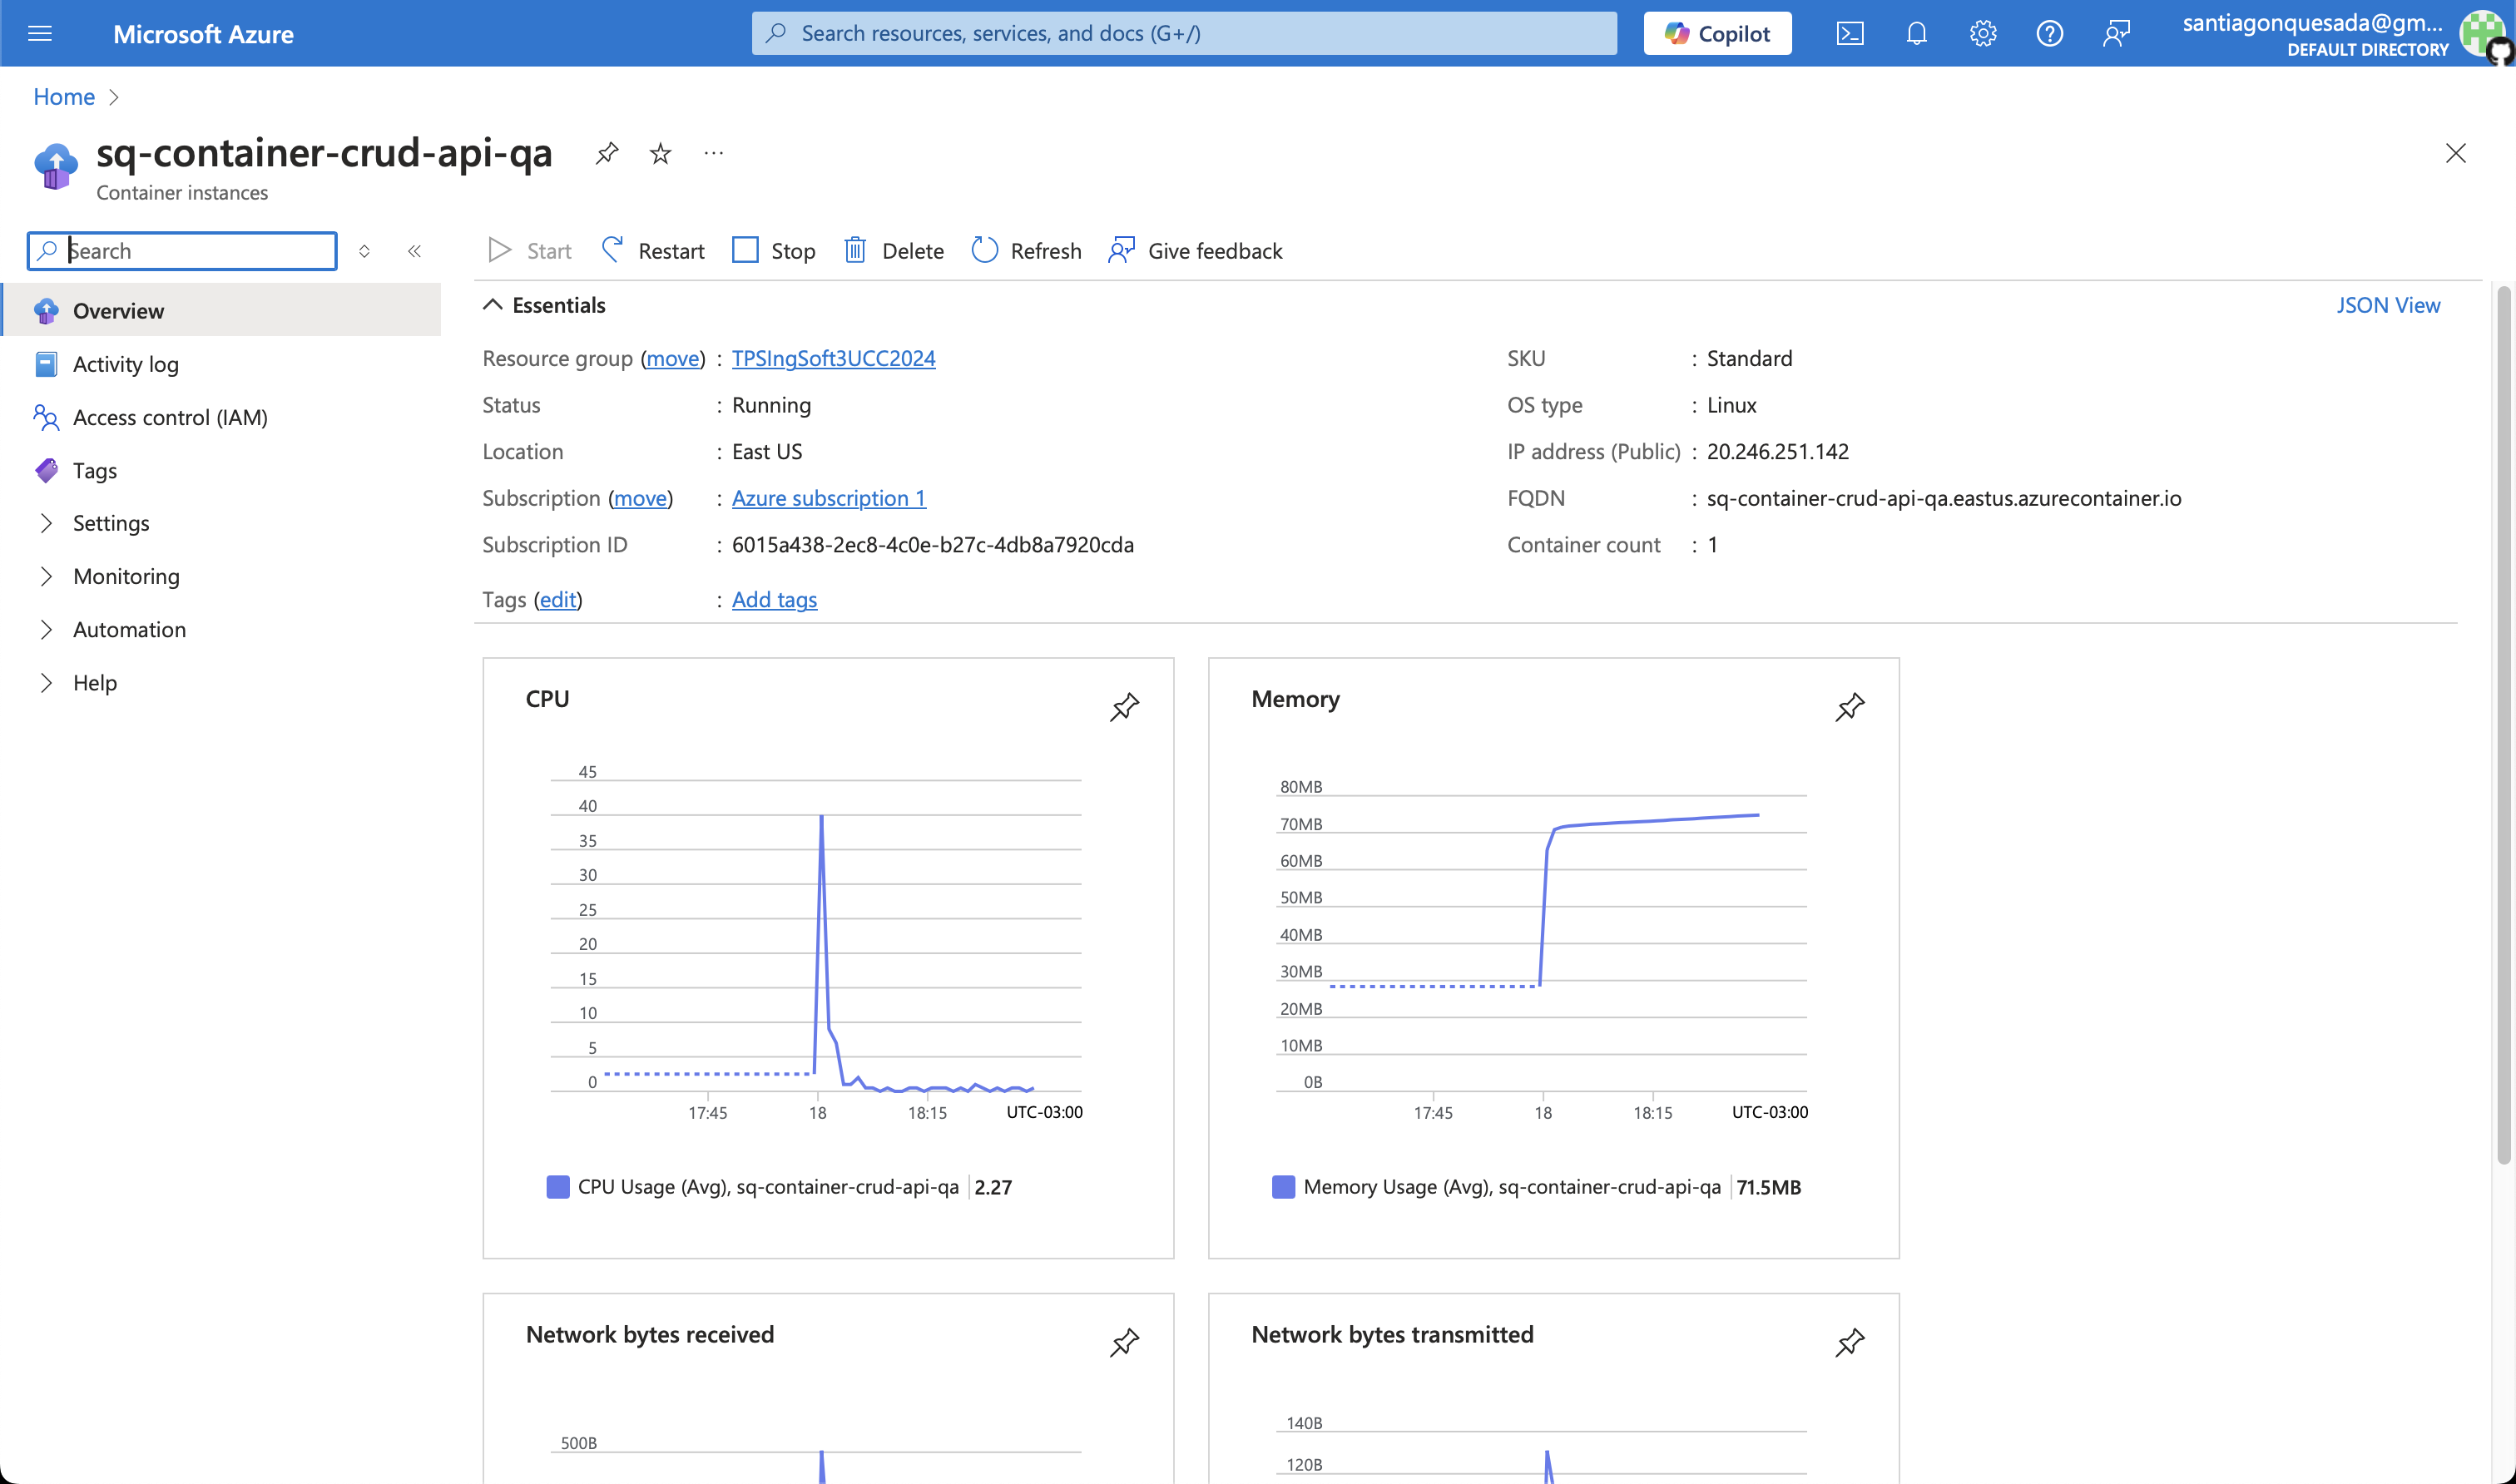 Microsoft Azure
Search resources, services, and docs (G+/)
Copilot
santiagonquesada@gm...
DEFAULT DIRECTORY
Home
sq-container-crud-api-qa
Container instances
Search
Start
Restart
Stop
Delete
Refresh
Give feedback
Overview
Activity log
Access control (IAM)
Tags
Settings
Monitoring
Automation
Help
Essentials
JSON View
Resource group (move) : TPSIngSoft3UCC2024
Status : Running
Location : East US
Subscription (move) : Azure subscription 1
Subscription ID : 6015a438-2ec8-4c0e-b27c-4db8a7920cda
Tags (edit) : Add tags
SKU : Standard
OS type : Linux
IP address (Public) : 20.246.251.142
FQDN : sq-container-crud-api-qa.eastus.azurecontainer.io
Container count : 1
CPU
45
40
35
30
25
20
15
10
5
0
17:45 18 18:15 UTC-03:00
CPU Usage (Avg), sq-container-crud-api-qa 2.27
Memory
80MB
70MB
60MB
50MB
40MB
30MB
20MB
10MB
0B
17:45 18 18:15 UTC-03:00
Memory Usage (Avg), sq-container-crud-api-qa 71.5MB
Network bytes received
500B
Network bytes transmitted
140B
120B